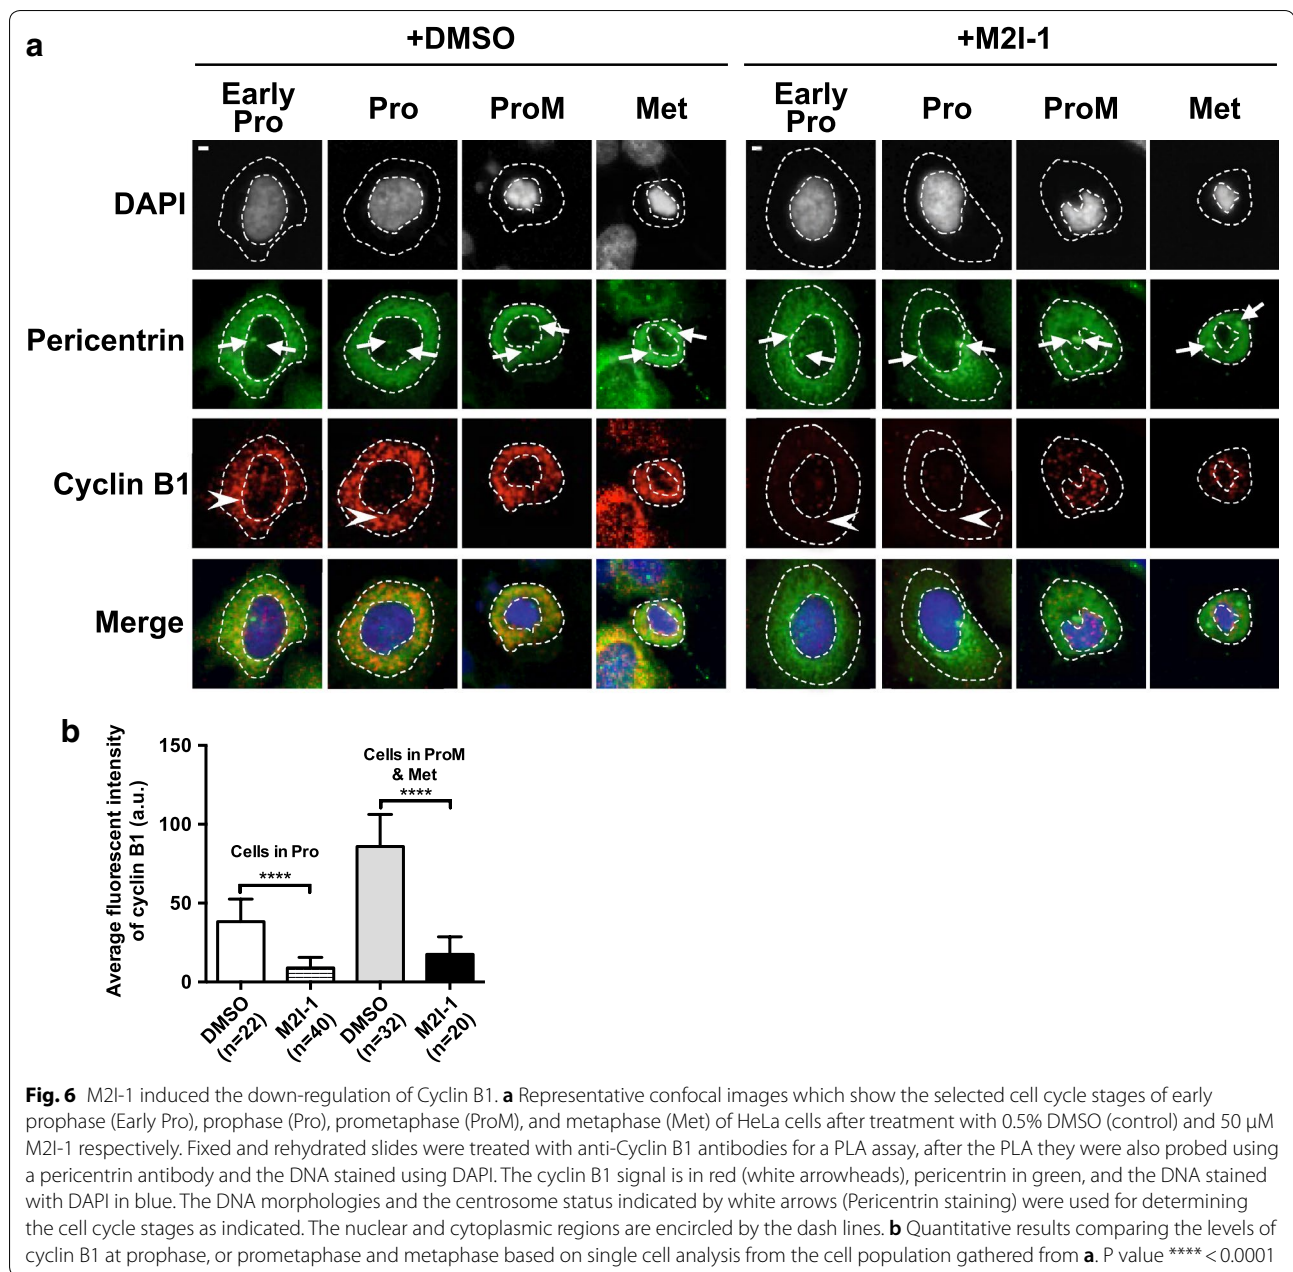 a
+DMSO
+M2I-1
Early Pro
Pro
ProM
Met
Early Pro
Pro
ProM
Met
DAPI
Pericentrin
Cyclin B1
Merge
b
Average fluorescent intensity
of cyclin B1 (a.u.)
150
100
50
0
Cells in Pro
****
Cells in ProM
& Met
****
DMSO
(n=22)
M2I-1
(n=40)
DMSO
(n=32)
M2I-1
(n=20)
Fig. 6 M2I-1 induced the down-regulation of Cyclin B1. a Representative confocal images which show the selected cell cycle stages of early
prophase (Early Pro), prophase (Pro), prometaphase (ProM), and metaphase (Met) of HeLa cells after treatment with 0.5% DMSO (control) and 50 µM
M2I-1 respectively. Fixed and rehydrated slides were treated with anti-Cyclin B1 antibodies for a PLA assay, after the PLA they were also probed using
a pericentrin antibody and the DNA stained using DAPI. The cyclin B1 signal is in red (white arrowheads), pericentrin in green, and the DNA stained
with DAPI in blue. The DNA morphologies and the centrosome status indicated by white arrows (Pericentrin staining) were used for determining
the cell cycle stages as indicated. The nuclear and cytoplasmic regions are encircled by the dash lines. b Quantitative results comparing the levels of
cyclin B1 at prophase, or prometaphase and metaphase based on single cell analysis from the cell population gathered from a. P value **** < 0.0001